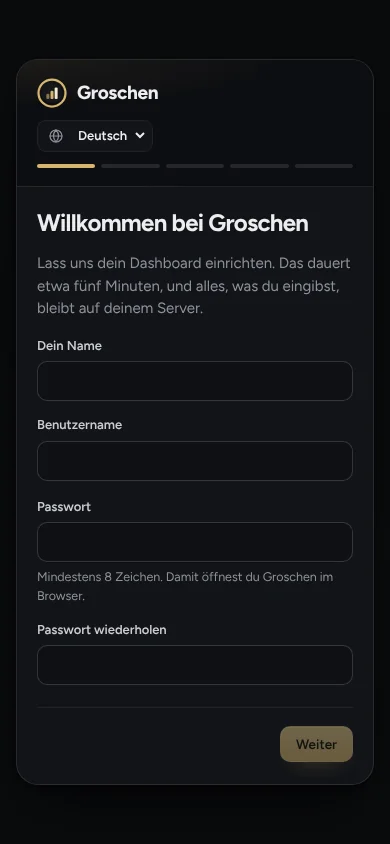 Groschen
Deutsch
Willkommen bei Groschen
Lass uns dein Dashboard einrichten. Das dauert
etwa fünf Minuten, und alles, was du eingibst,
bleibt auf deinem Server.
Dein Name
Benutzername
Passwort
Mindestens 8 Zeichen. Damit öffnest du Groschen im
Browser.
Passwort wiederholen
Weiter